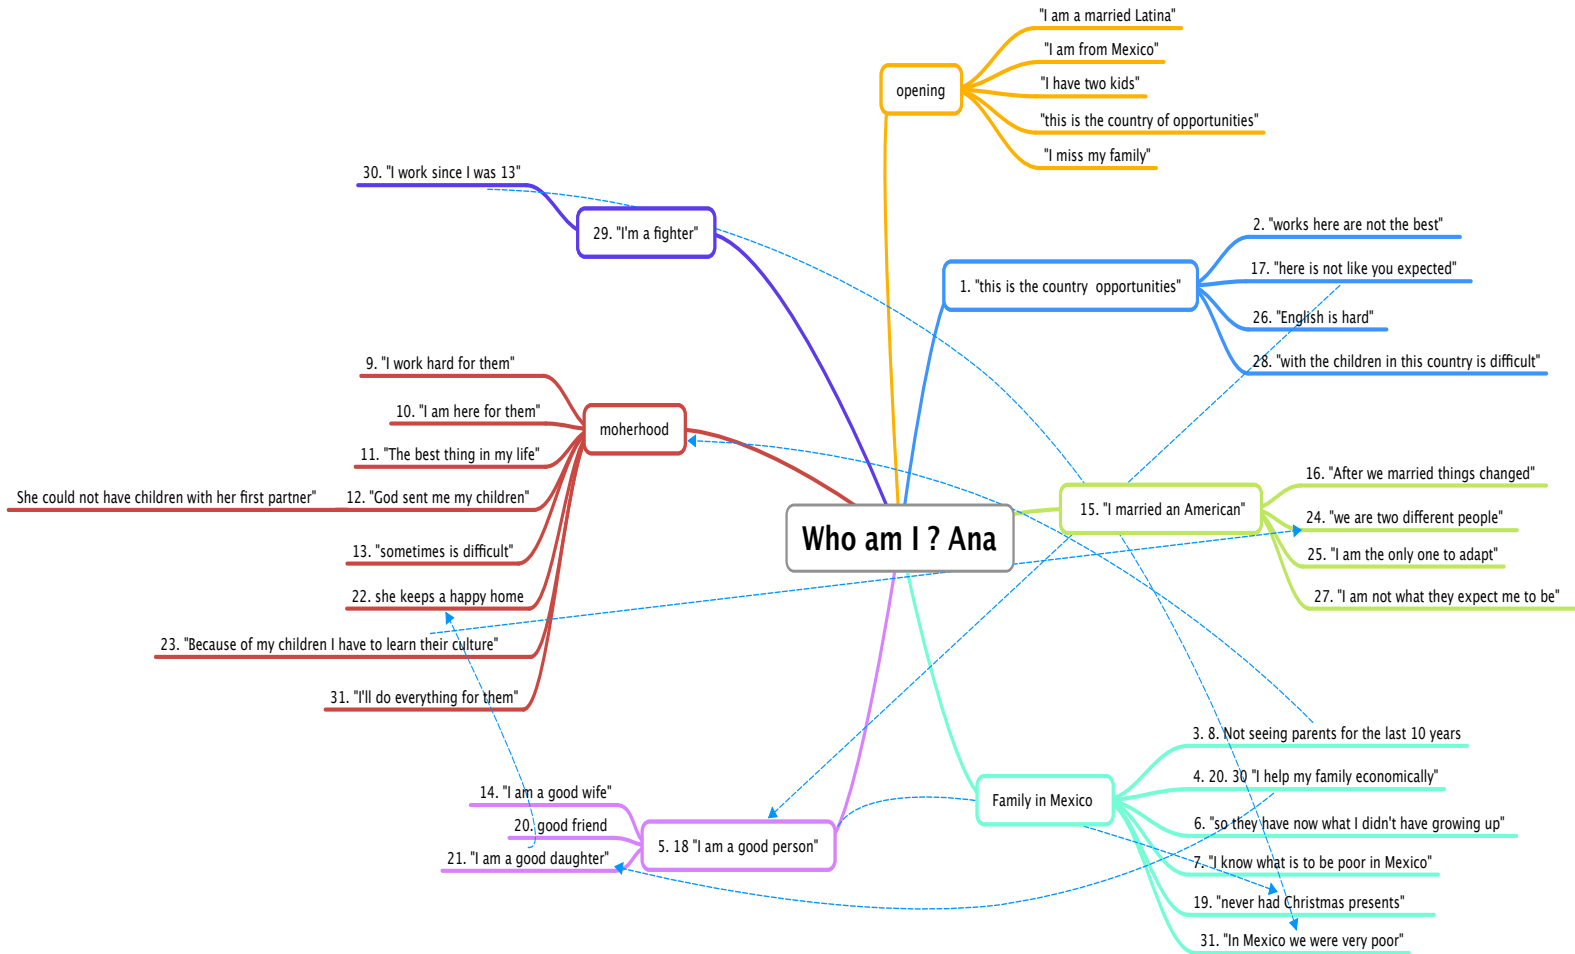 Who am I ? Ana
opening
"I am a married Latina"
"I am from Mexico"
"I have two kids"
"this is the country of opportunities"
"I miss my family"
1. "this is the country  opportunities"
2. "works here are not the best"
17. "here is not like you expected"
26. "English is hard"
28. "with the children in this country is difficult"
15. "I married an American"
16. "After we married things changed"
24. "we are two different people"
25. "I am the only one to adapt"
27. "I am not what they expect me to be"
Family in Mexico
3. 8. Not seeing parents for the last 10 years
4. 20. 30 "I help my family economically"
6. "so they have now what I didn't have growing up"
7. "I know what is to be poor in Mexico"
19. "never had Christmas presents"
31. "In Mexico we were very poor"
5. 18 "I am a good person"
14. "I am a good wife"
20. good friend
21. "I am a good daughter"
moherhood
9. "I work hard for them"
10. "I am here for them"
11. "The best thing in my life"
12. "God sent me my children"
She could not have children with her first partner"
13. "sometimes is difficult"
22. she keeps a happy home
23. "Because of my children I have to learn their culture"
31. "I'll do everything for them"
29. "I'm a fighter"
30. "I work since I was 13"